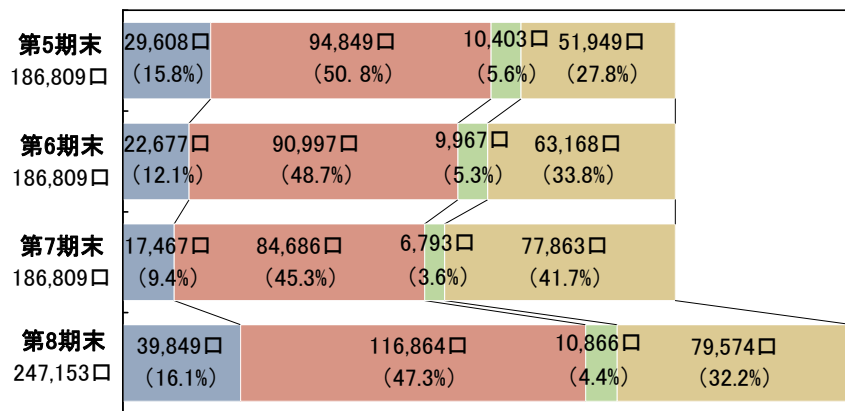 第5期末
186,809口
29,608口 94,849口 10,403口 51,949口
(15.8%) (50. 8%) (5.6%) (27.8%)
第6期末
186,809口
22,677口 90,997口 9,967口 63,168口
(12.1%) (48.7%) (5.3%) (33.8%)
第7期末
186,809口
17,467口 84,686口 6,793口 77,863口
(9.4%) (45.3%) (3.6%) (41.7%)
第8期末
247,153口
39,849口 116,864口 10,866口 79,574口
(16.1%) (47.3%) (4.4%) (32.2%)